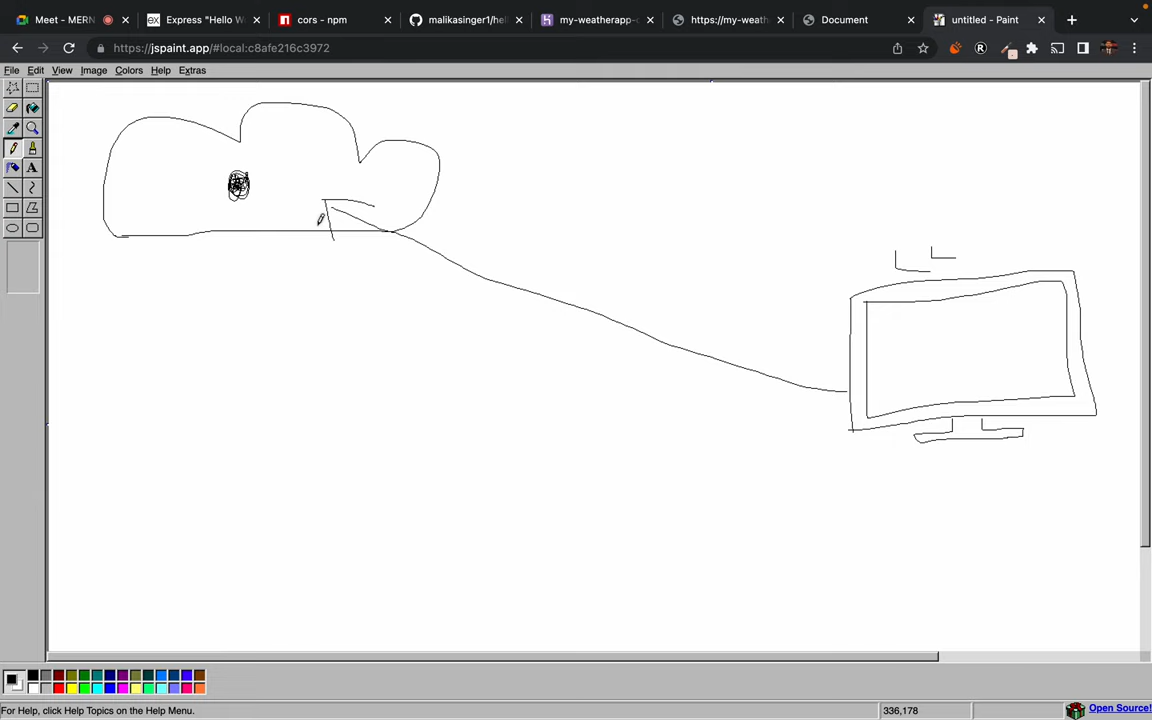 Meet - MERN
Express "Hello W
cors - npm
malikasinger1/hell
my-weatherapp-c
https://my-weath
Document
untitled - Paint
https://jspaint.app/#local:c8afe216c3972
File Edit View Image Colors Help Extras
For Help, click Help Topics on the Help Menu.
336,178
Open Source!